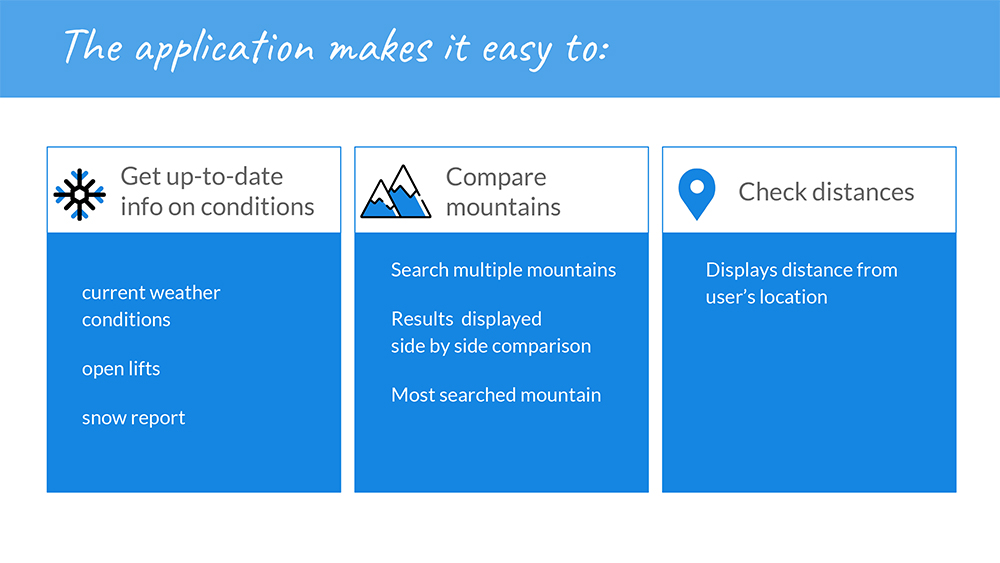 The application makes it easy to:
Get up-to-date
info on conditions
current weather
conditions
open lifts
snow report
Compare
mountains
Search multiple mountains
Results  displayed
side by side comparison
Most searched mountain
Check distances
Displays distance from
user’s location